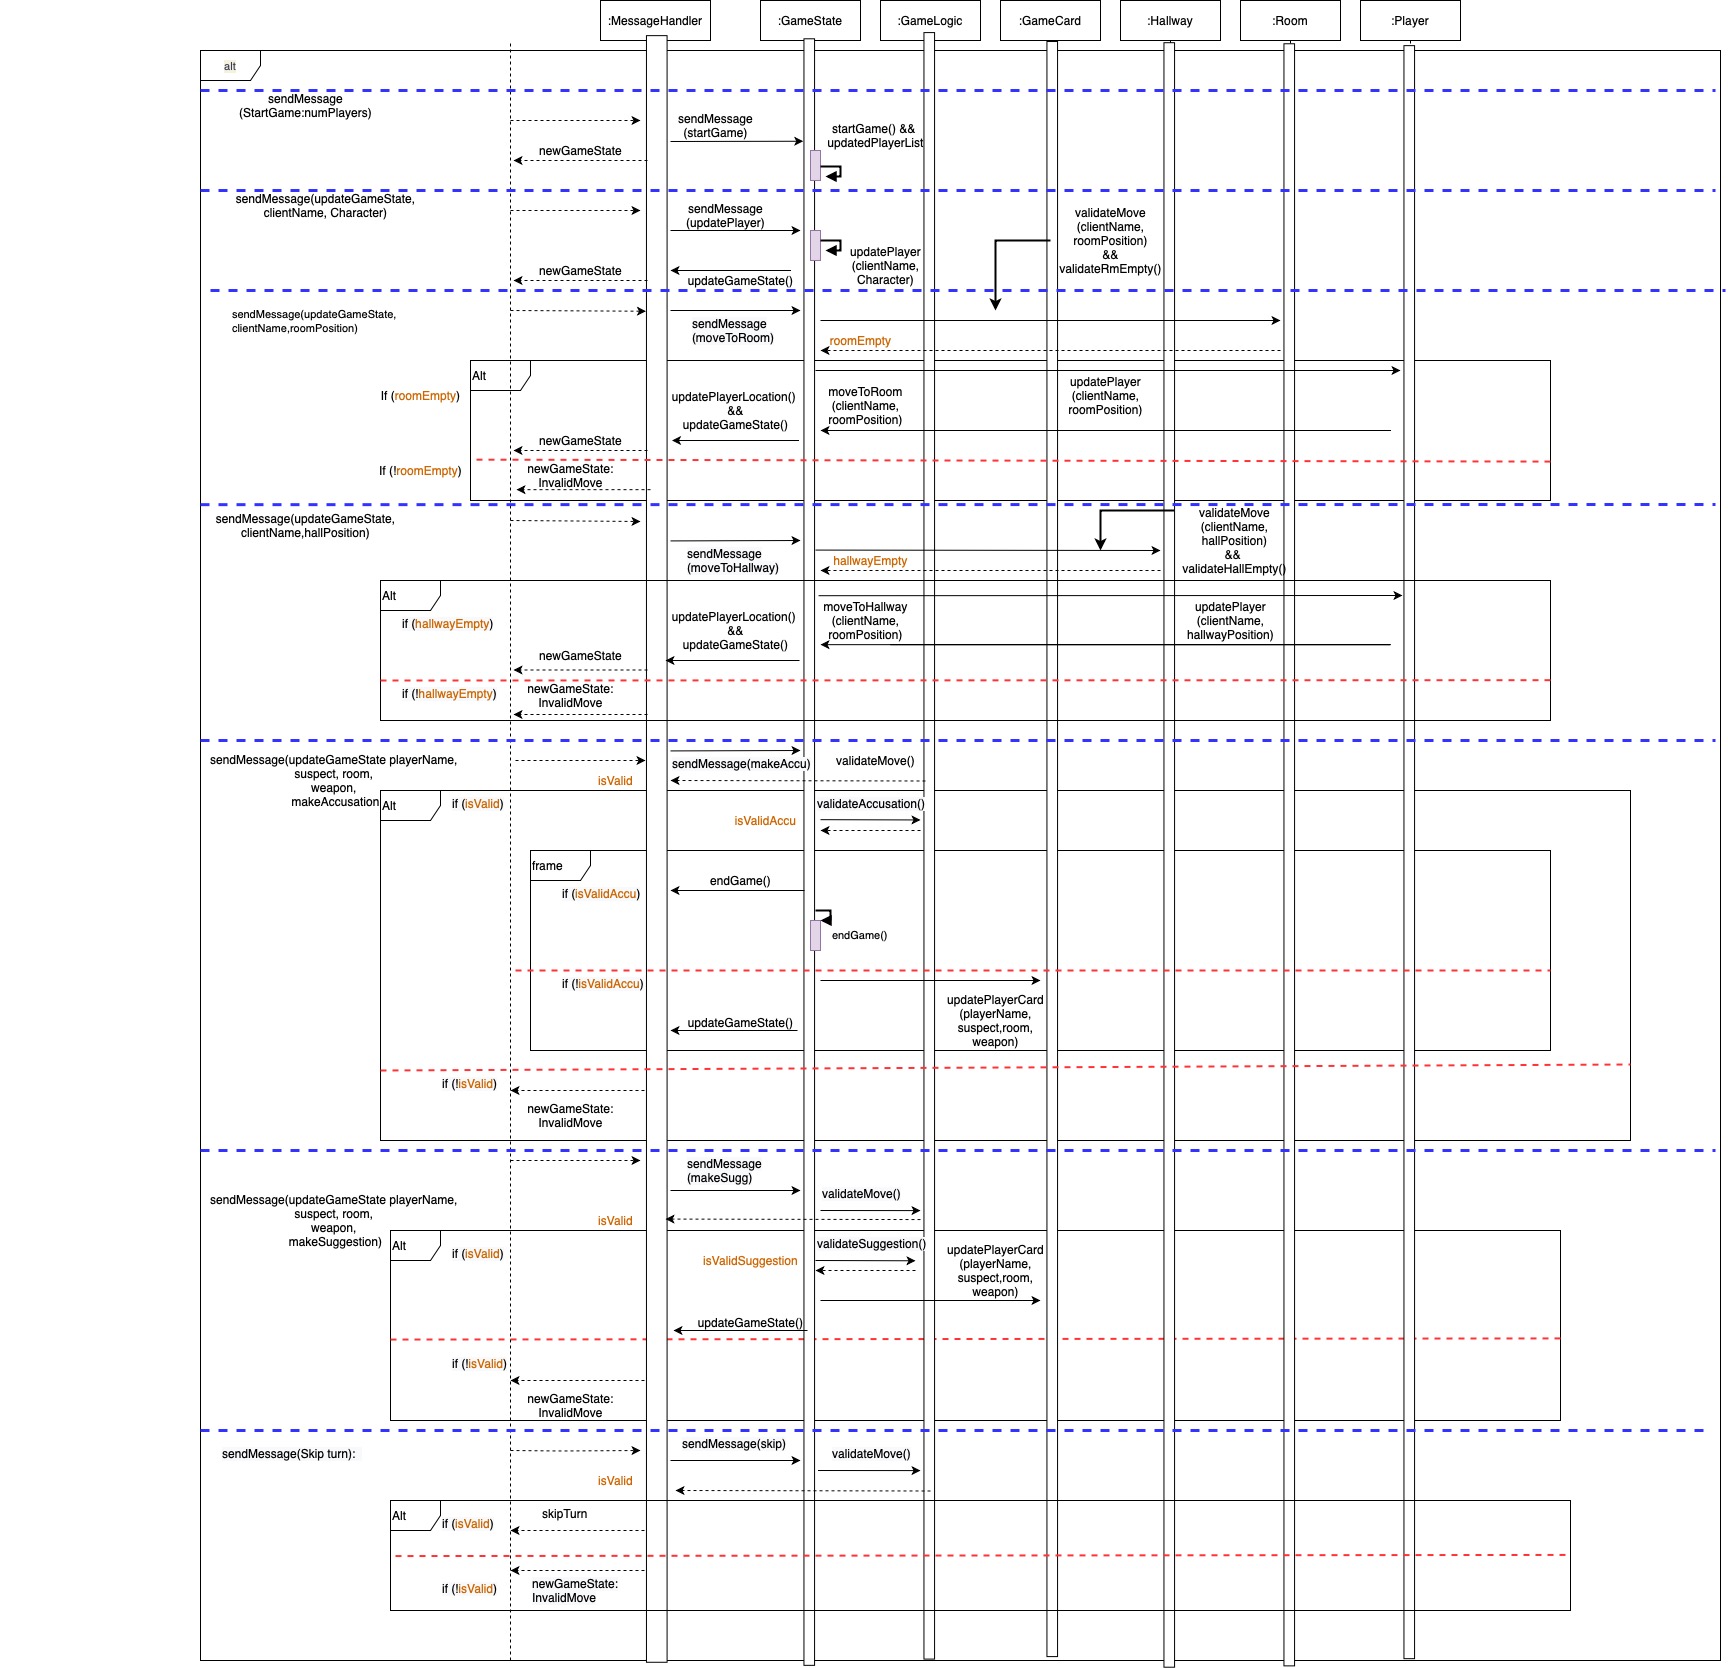 :MessageHandler
:GameState
:GameLogic
:GameCard
:Hallway
:Room
:Player
alt
sendMessage
(StartGame:numPlayers)
sendMessage
(startGame)
startGame() &&
updatedPlayerList
newGameState
sendMessage(updateGameState,
clientName, Character)
sendMessage
(updatePlayer)
updatePlayer
(clientName,
Character)
validateMove
(clientName,
roomPosition)
&&
validateRmEmpty()
newGameState
updateGameState()
sendMessage(updateGameState,
clientName,roomPosition)
sendMessage
(moveToRoom)
roomEmpty
Alt
If (roomEmpty)
updatePlayerLocation()
&&
updateGameState()
moveToRoom
(clientName,
roomPosition)
updatePlayer
(clientName,
roomPosition)
newGameState
If (!roomEmpty)
newGameState:
InvalidMove
sendMessage(updateGameState,
clientName,hallPosition)
sendMessage
(moveToHallway)
hallwayEmpty
validateMove
(clientName,
hallPosition)
&&
validateHallEmpty()
Alt
if (hallwayEmpty)
updatePlayerLocation()
&&
updateGameState()
moveToHallway
(clientName,
roomPosition)
updatePlayer
(clientName,
hallwayPosition)
newGameState
if (!hallwayEmpty)
newGameState:
InvalidMove
sendMessage(updateGameState playerName,
suspect, room,
weapon,
makeAccusation
sendMessage(makeAccu)
validateMove()
isValid
Alt
if (isValid)
validateAccusation()
isValidAccu
frame
if (isValidAccu)
endGame()
endGame()
if (!isValidAccu)
updatePlayerCard
(playerName,
suspect,room,
weapon)
updateGameState()
if (!isValid)
newGameState:
InvalidMove
sendMessage
(makeSugg)
sendMessage(updateGameState playerName,
suspect, room,
weapon,
makeSuggestion)
validateMove()
isValid
Alt
if (isValid)
validateSuggestion()
isValidSuggestion
updatePlayerCard
(playerName,
suspect,room,
weapon)
updateGameState()
if (!isValid)
newGameState:
InvalidMove
sendMessage(Skip turn):
sendMessage(skip)
validateMove()
isValid
Alt
if (isValid)
skipTurn
if (!isValid)
newGameState:
InvalidMove